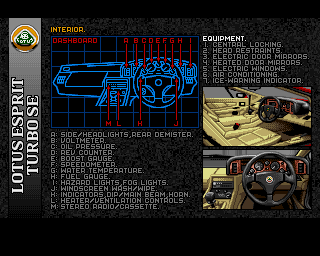 LOTUS
LOTUS ESPRIT
TURBO SE
INTERIOR.
DASHBOARD
A B C D E F G H
I J K
M L
A: SIDE/HEADLIGHTS,REAR DEMISTER.
B: VOLTMETER.
C: OIL PRESSURE.
D: REV COUNTER.
E: BOOST GAUGE.
F: SPEEDOMETER.
G: WATER TEMPERATURE.
H: FUEL GAUGE.
I: HAZARD LIGHTS FOG LIGHTS.
J: WINDSCREEN WASH/WIPE.
K: INDICATORS,DIP/MAIN BEAM,HORN.
L: HEATER/VENTILATION CONTROLS.
M: STEREO RADIO/CASSETTE.
EQUIPMENT.
1. CENTRAL LOCKING.
2. HEAD RESTRAINTS.
3. ELECTRIC DOOR MIRRORS.
4. HEATED DOOR MIRRORS.
5. ELECTRIC WINDOWS.
6. AIR CONDITIONING.
7. ICE-WARNING INDICATOR.